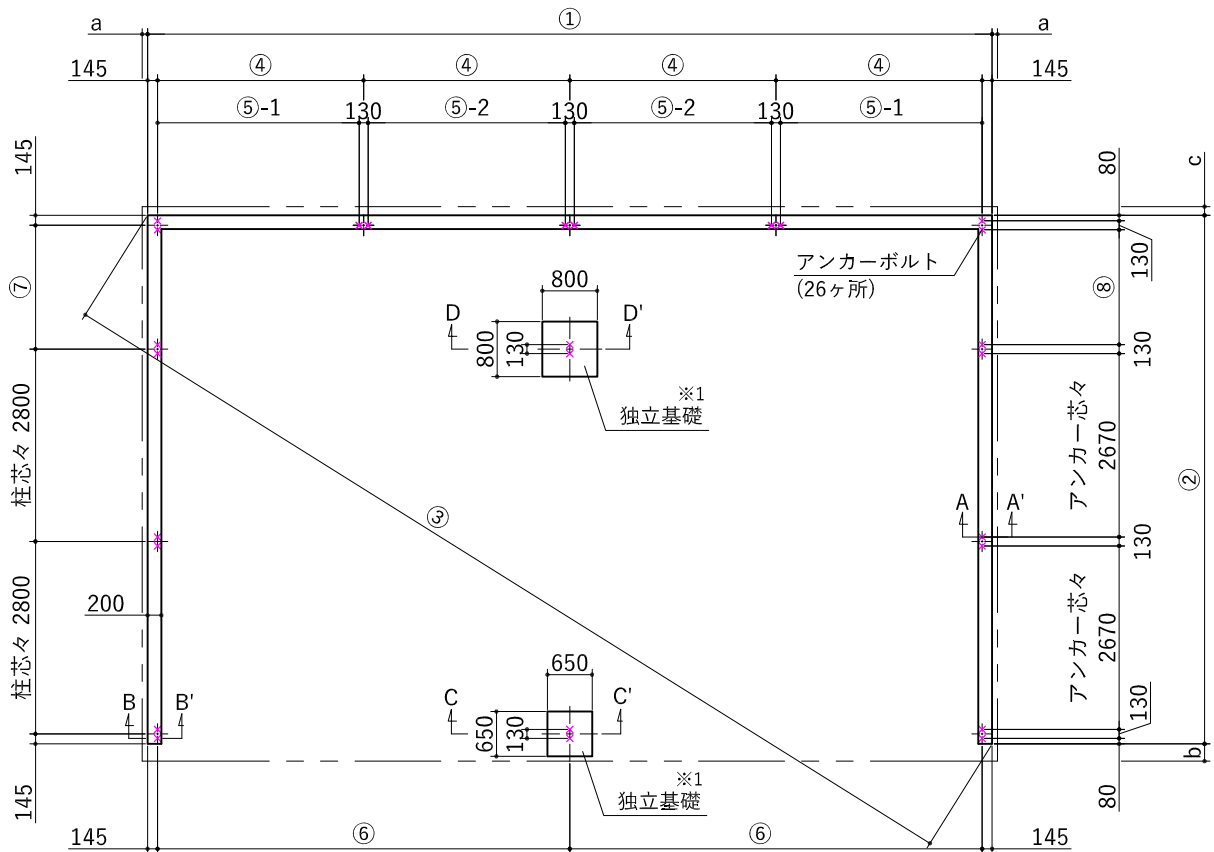 a ① a
145 ④ ④ ④ ④ 145
⑤-1 130 ⑤-2 130 ⑤-2 130 ⑤-1
145
80
c
アンカーボルト
(26ヶ所)
130
⑦
⑧
800
D D'
800
130
130
※1
独立基礎
柱芯々 2800
アンカー芯々
2670
②
③
A A'
130
200
柱芯々 2800
アンカー芯々
2670
650
B B'
C C'
650
130
130
b
※1
独立基礎
145
80
145 ⑥ ⑥ 145